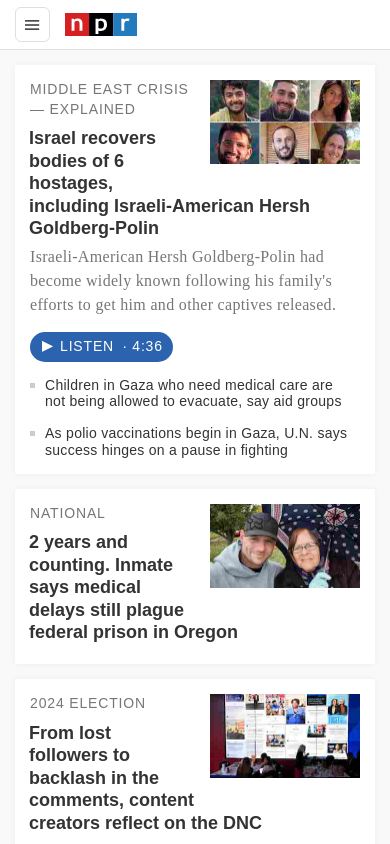 npr
MIDDLE EAST CRISIS
— EXPLAINED
Israel recovers
bodies of 6
hostages,
including Israeli-American Hersh
Goldberg-Polin
Israeli-American Hersh Goldberg-Polin had
become widely known following his family's
efforts to get him and other captives released.
LISTEN · 4:36
Children in Gaza who need medical care are
not being allowed to evacuate, say aid groups
As polio vaccinations begin in Gaza, U.N. says
success hinges on a pause in fighting
NATIONAL
2 years and
counting. Inmate
says medical
delays still plague
federal prison in Oregon
2024 ELECTION
From lost
followers to
backlash in the
comments, content
creators reflect on the DNC